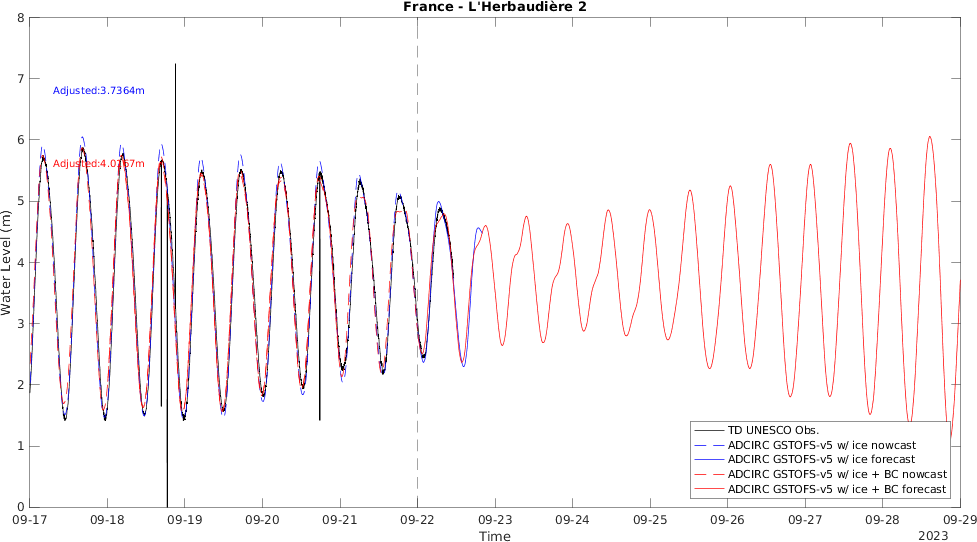 France - L'Herbaudière 2
8
7
6
5
4
3
2
1
0
Water Level (m)
Adjusted:3.7364m
Adjusted:4.0267m
TD UNESCO Obs.
ADCIRC GSTOFS-v5 w/ ice nowcast
ADCIRC GSTOFS-v5 w/ ice forecast
ADCIRC GSTOFS-v5 w/ ice + BC nowcast
ADCIRC GSTOFS-v5 w/ ice + BC forecast
09-17 09-18 09-19 09-20 09-21 09-22 09-23 09-24 09-25 09-26 09-27 09-28 09-29
Time
2023